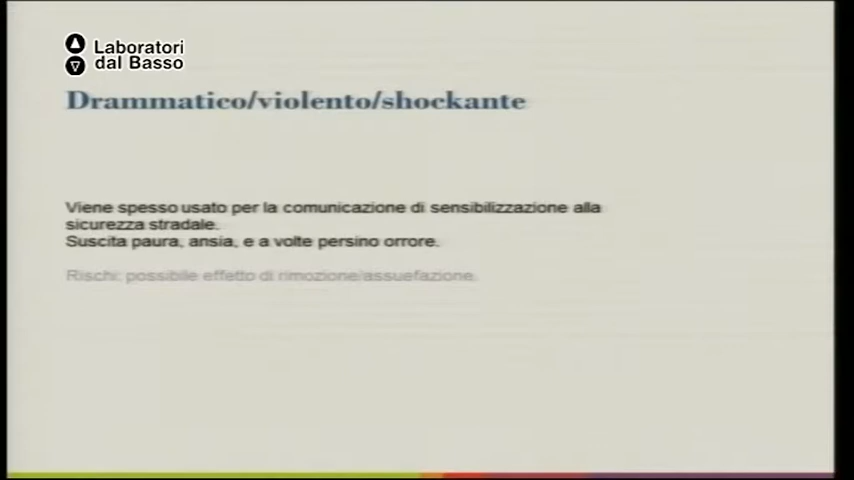 Laboratori
dal Basso
Drammatico/violento/shockante
Viene spesso usato per la comunicazione di sensibilizzazione alla
sicurezza stradale.
Suscita paura, ansia, e a volte persino orrore.
Rischi: possibile effetto di rimozione/assuefazione.